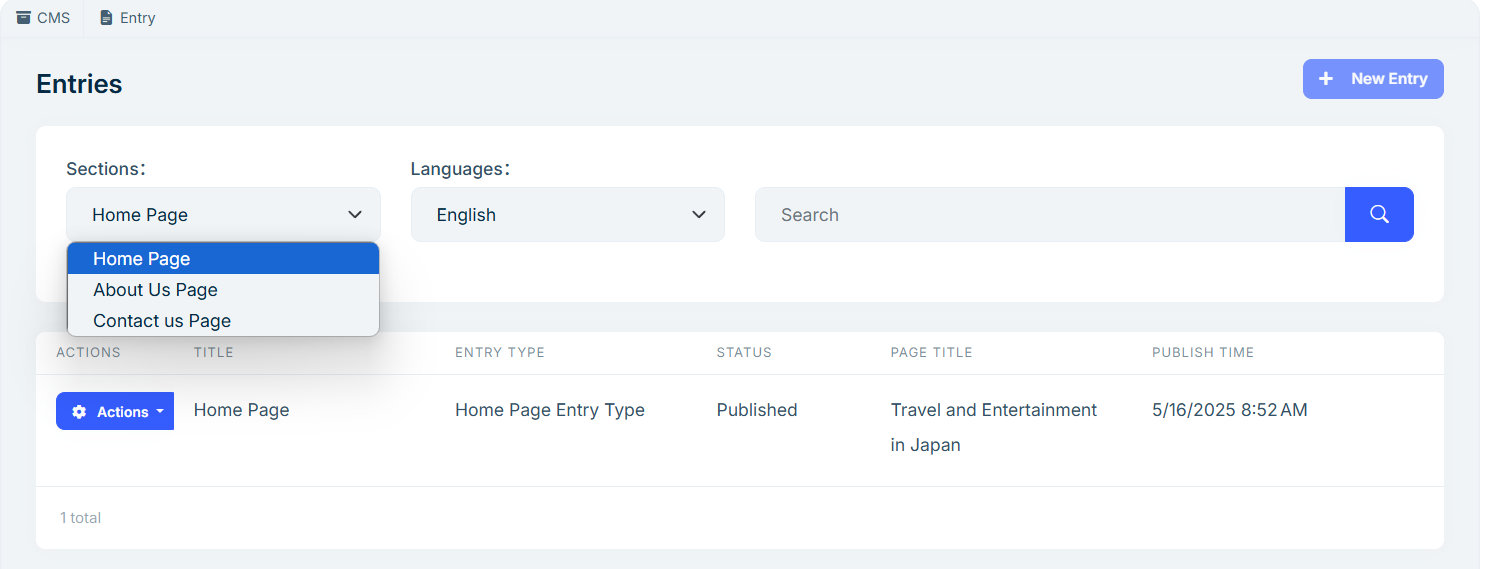 CMS Entry
Entries
New Entry
Sections:
Languages:
Home Page
English
Search
Home Page
About Us Page
Contact us Page
ACTIONS TITLE ENTRY TYPE STATUS PAGE TITLE PUBLISH TIME
Actions Home Page Home Page Entry Type Published Travel and Entertainment 5/16/2025 8:52 AM
in Japan
1 total